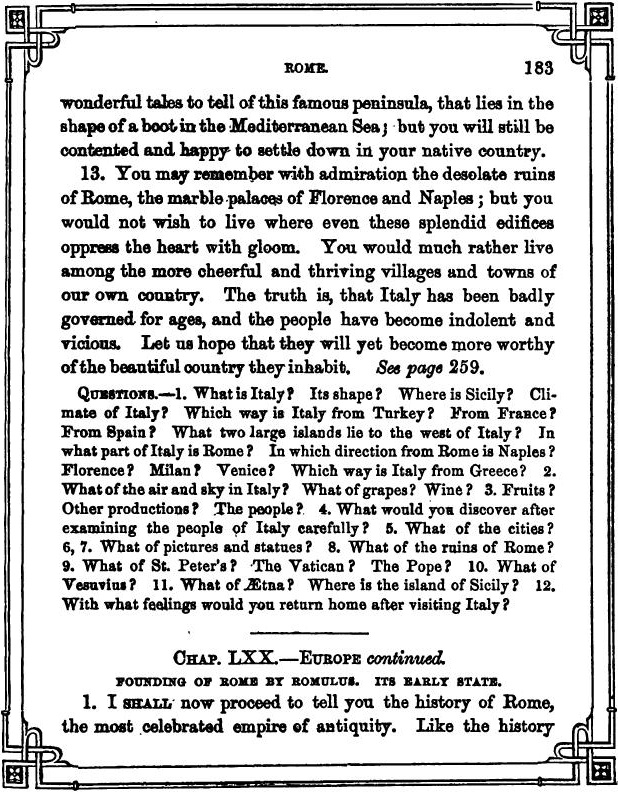 ROME.
183
wonderful tales to tell of this famous peninsula, that lies in the
shape of a boot in the Mediterranean Sea; but you will still be
contented and happy to settle down in your native country.
13. You may remember with admiration the desolate ruins
of Rome, the marble palaces of Florence and Naples; but you
would not wish to live where even these splendid edifices
oppress the heart with gloom. You would much rather live
among the more cheerful and thriving villages and towns of
our own country. The truth is, that Italy has been badly
governed for ages, and the people have become indolent and
vicious. Let us hope that they will yet become more worthy
of the beautiful country they inhabit. See page 259.
QUESTIONS.—1. What is Italy? Its shape? Where is Sicily? Cli-
mate of Italy? Which way is Italy from Turkey? From France?
From Spain? What two large islands lie to the west of Italy? In
what part of Italy is Rome? In which direction from Rome is Naples?
Florence? Milan? Venice? Which way is Italy from Greece? 2.
What of the air and sky in Italy? What of grapes? Wine? 3. Fruits?
Other productions? The people? 4. What would you discover after
examining the people of Italy carefully? 5. What of the cities?
6, 7. What of pictures and statues? 8. What of the ruins of Rome?
9. What of St. Peter's? The Vatican? The Pope? 10. What of
Vesuvius? 11. What of Ætna? Where is the island of Sicily? 12.
With what feelings would you return home after visiting Italy?
CHAP. LXX.—EUROPE continued.
FOUNDING OF ROME BY ROMULUS. ITS EARLY STATE.
1. I SHALL now proceed to tell you the history of Rome,
the most celebrated empire of antiquity. Like the history